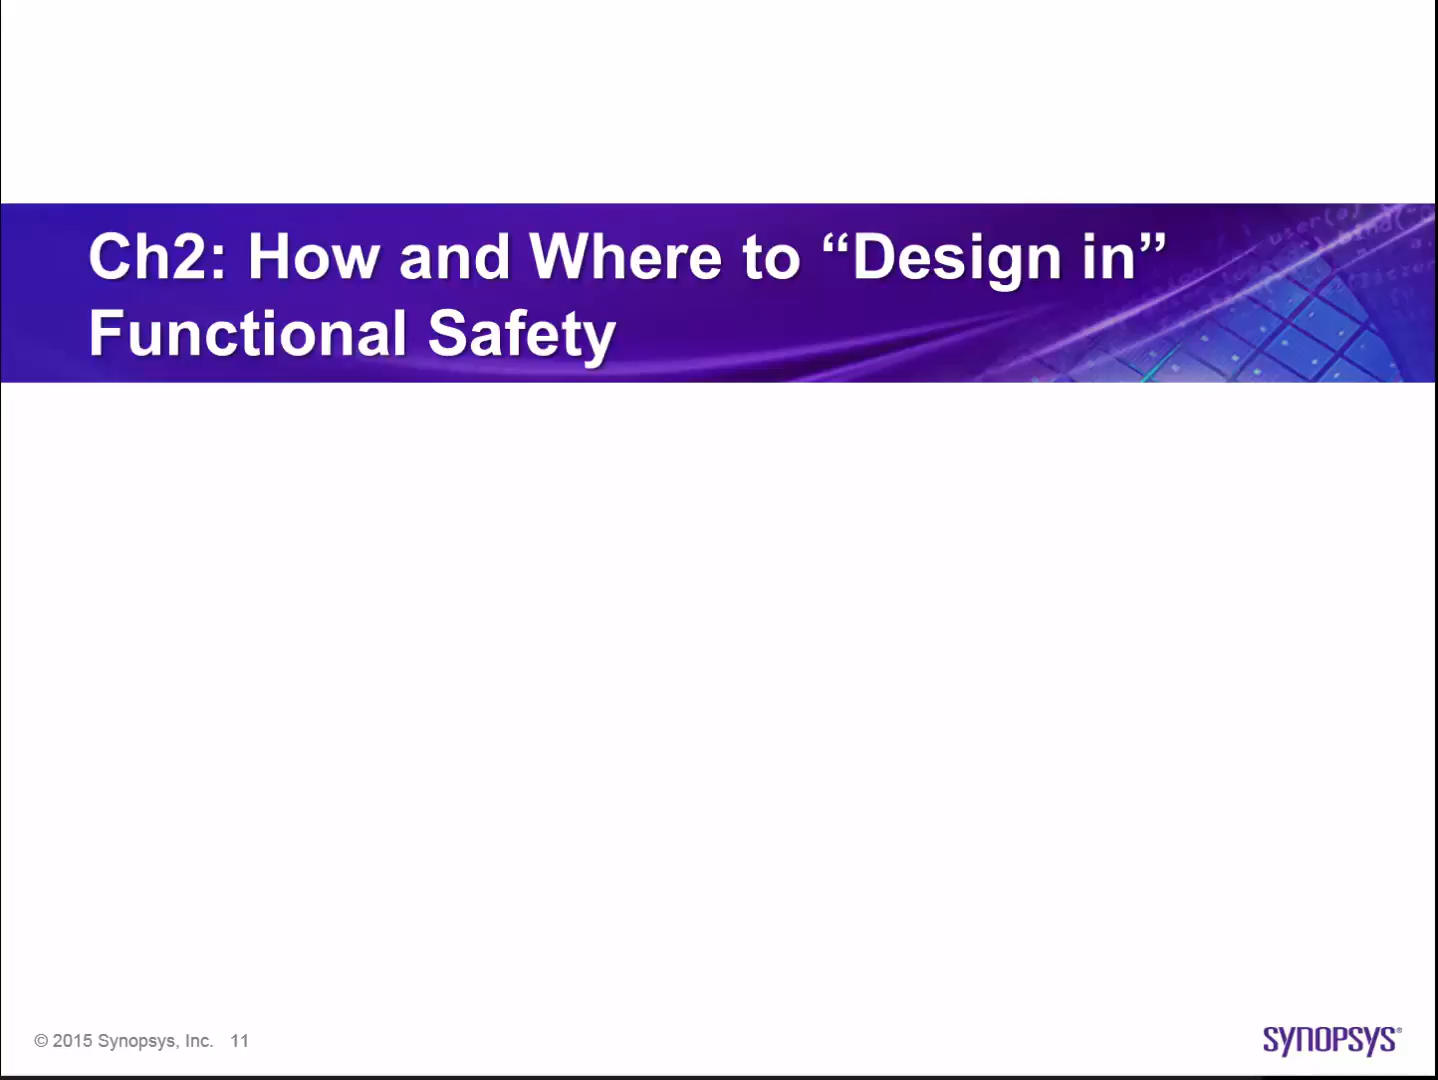 Ch2: How and Where to “Design in”
Functional Safety
© 2015 Synopsys, Inc. 11
SYNOPSYS®